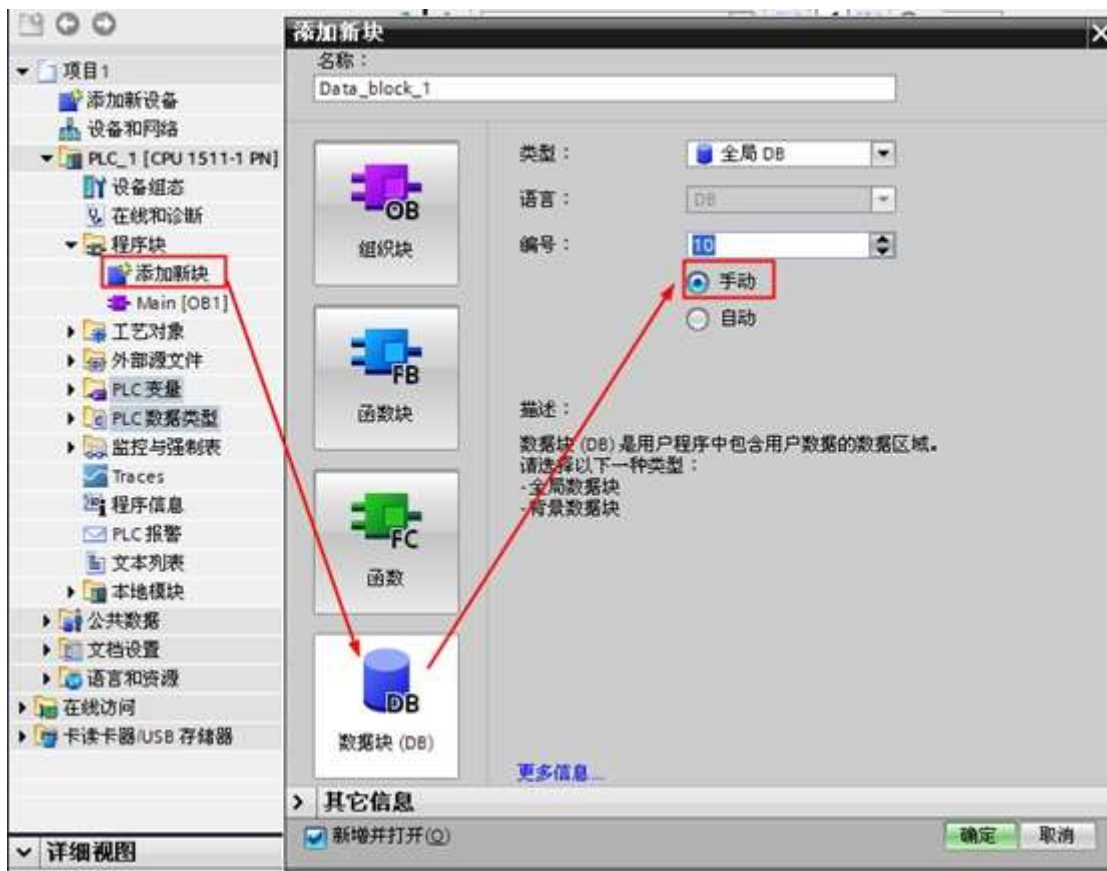 项目1
添加新设备
设备和网络
PLC_1 [CPU 1511-1 PN]
设备组态
在线和诊断
程序块
添加新块
Main [OB1]
工艺对象
外部源文件
PLC 变量
PLC 数据类型
监控与强制表
Traces
程序信息
PLC 报警
文本列表
本地模块
公共数据
文档设置
语言和资源
在线访问
卡读卡器/USB 存储器
详细视图
添加新块
名称：
Data_block_1
OB
组织块
FB
函数块
FC
函数
DB
数据块 (DB)
类型：
全局 DB
语言：
DB
编号：
10
手动
自动
描述：
数据块 (DB) 是用户程序中包含用户数据的数据区域。
请选择以下一种类型：
-全局数据块
-背景数据块
更多信息...
其它信息
新增并打开(O)
确定
取消